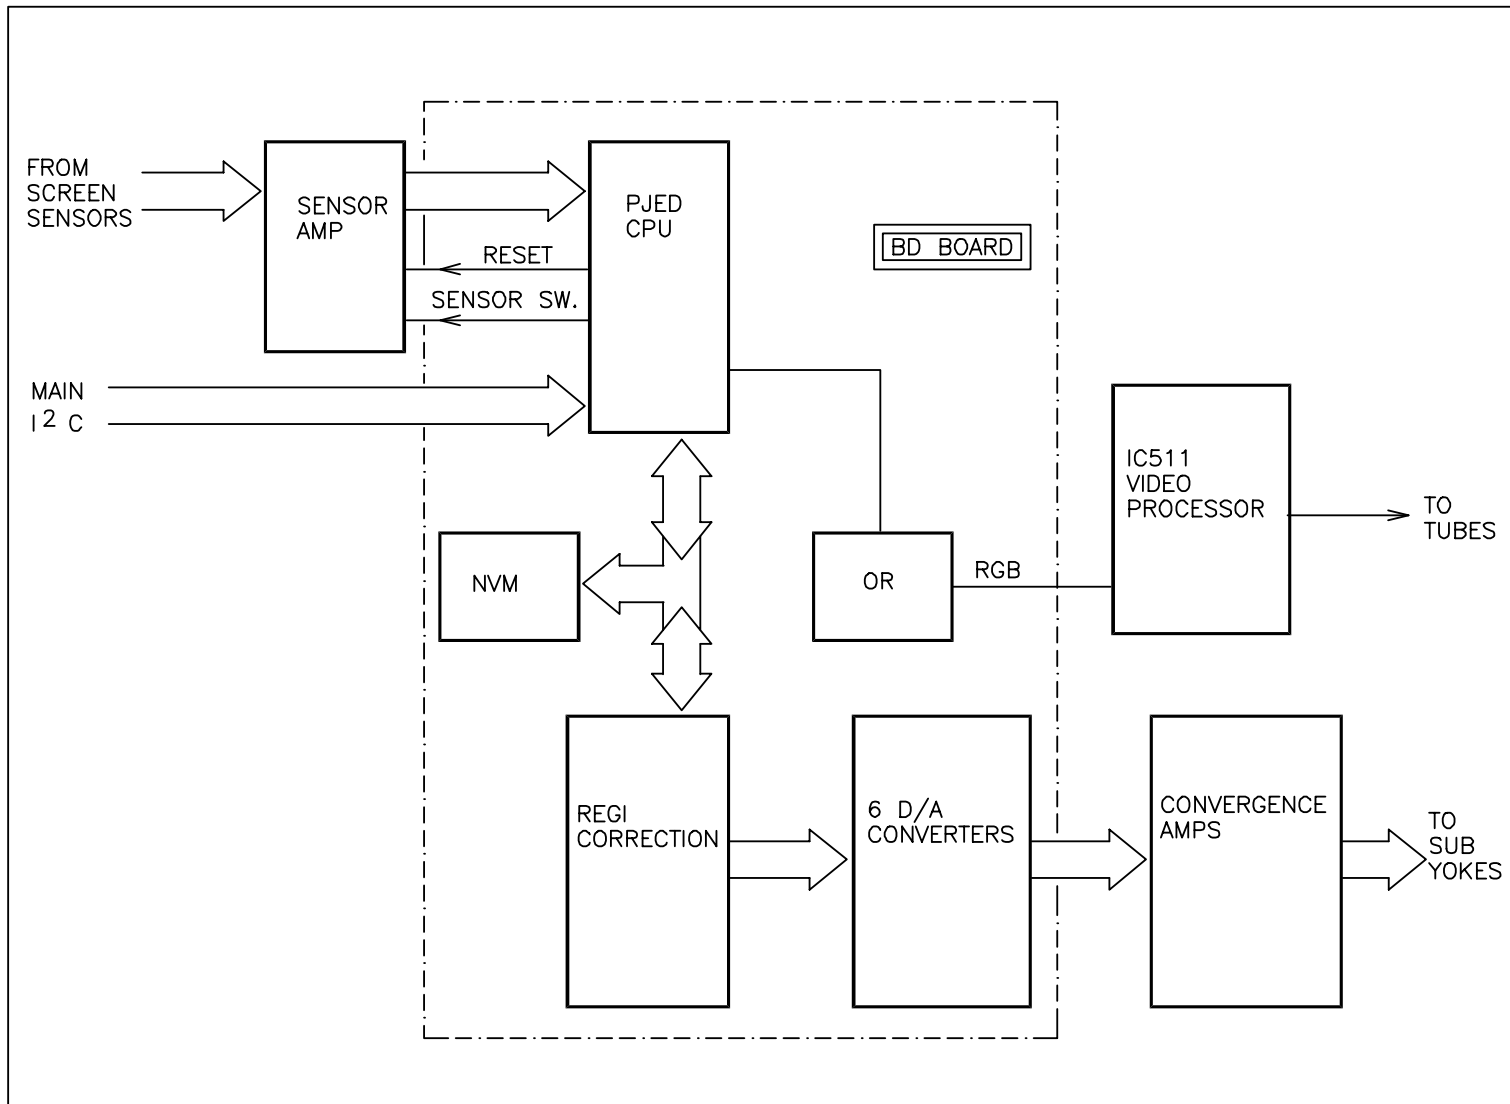 FROM
SCREEN
SENSORS
SENSOR
AMP
PJED
CPU
BD BOARD
RESET
SENSOR SW.
MAIN
I2 C
IC511
VIDEO
PROCESSOR
TO
TUBES
NVM
OR
RGB
REGI
CORRECTION
6 D/A
CONVERTERS
CONVERGENCE
AMPS
TO
SUB
YOKES